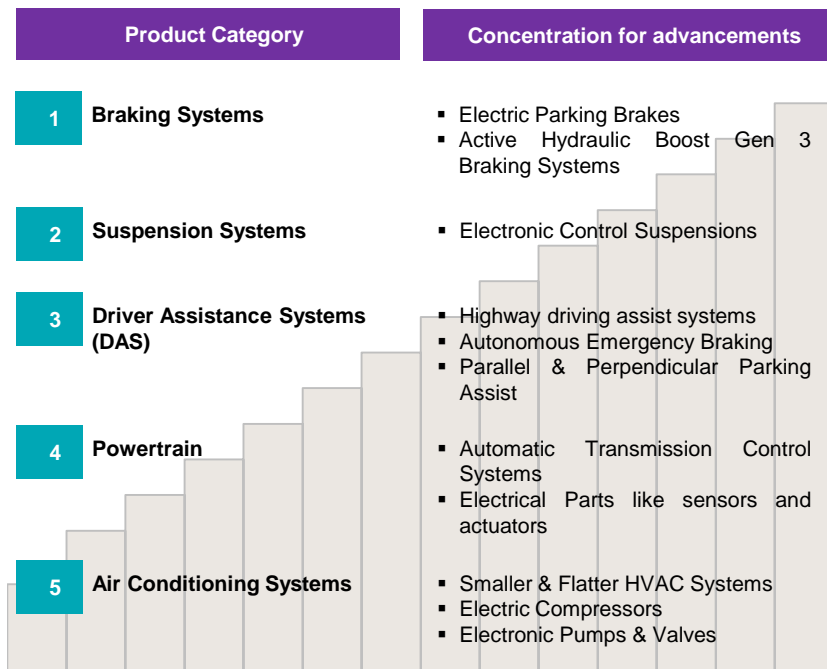 Product Category
Concentration for advancements
1
Braking Systems
▪ Electric Parking Brakes
▪ Active Hydraulic Boost Gen 3
Braking Systems
2
Suspension Systems
▪ Electronic Control Suspensions
3
Driver Assistance Systems
(DAS)
▪ Highway driving assist systems
▪ Autonomous Emergency Braking
▪ Parallel & Perpendicular Parking
Assist
4
Powertrain
▪ Automatic Transmission Control
Systems
▪ Electrical Parts like sensors and
actuators
5
Air Conditioning Systems
▪ Smaller & Flatter HVAC Systems
▪ Electric Compressors
▪ Electronic Pumps & Valves